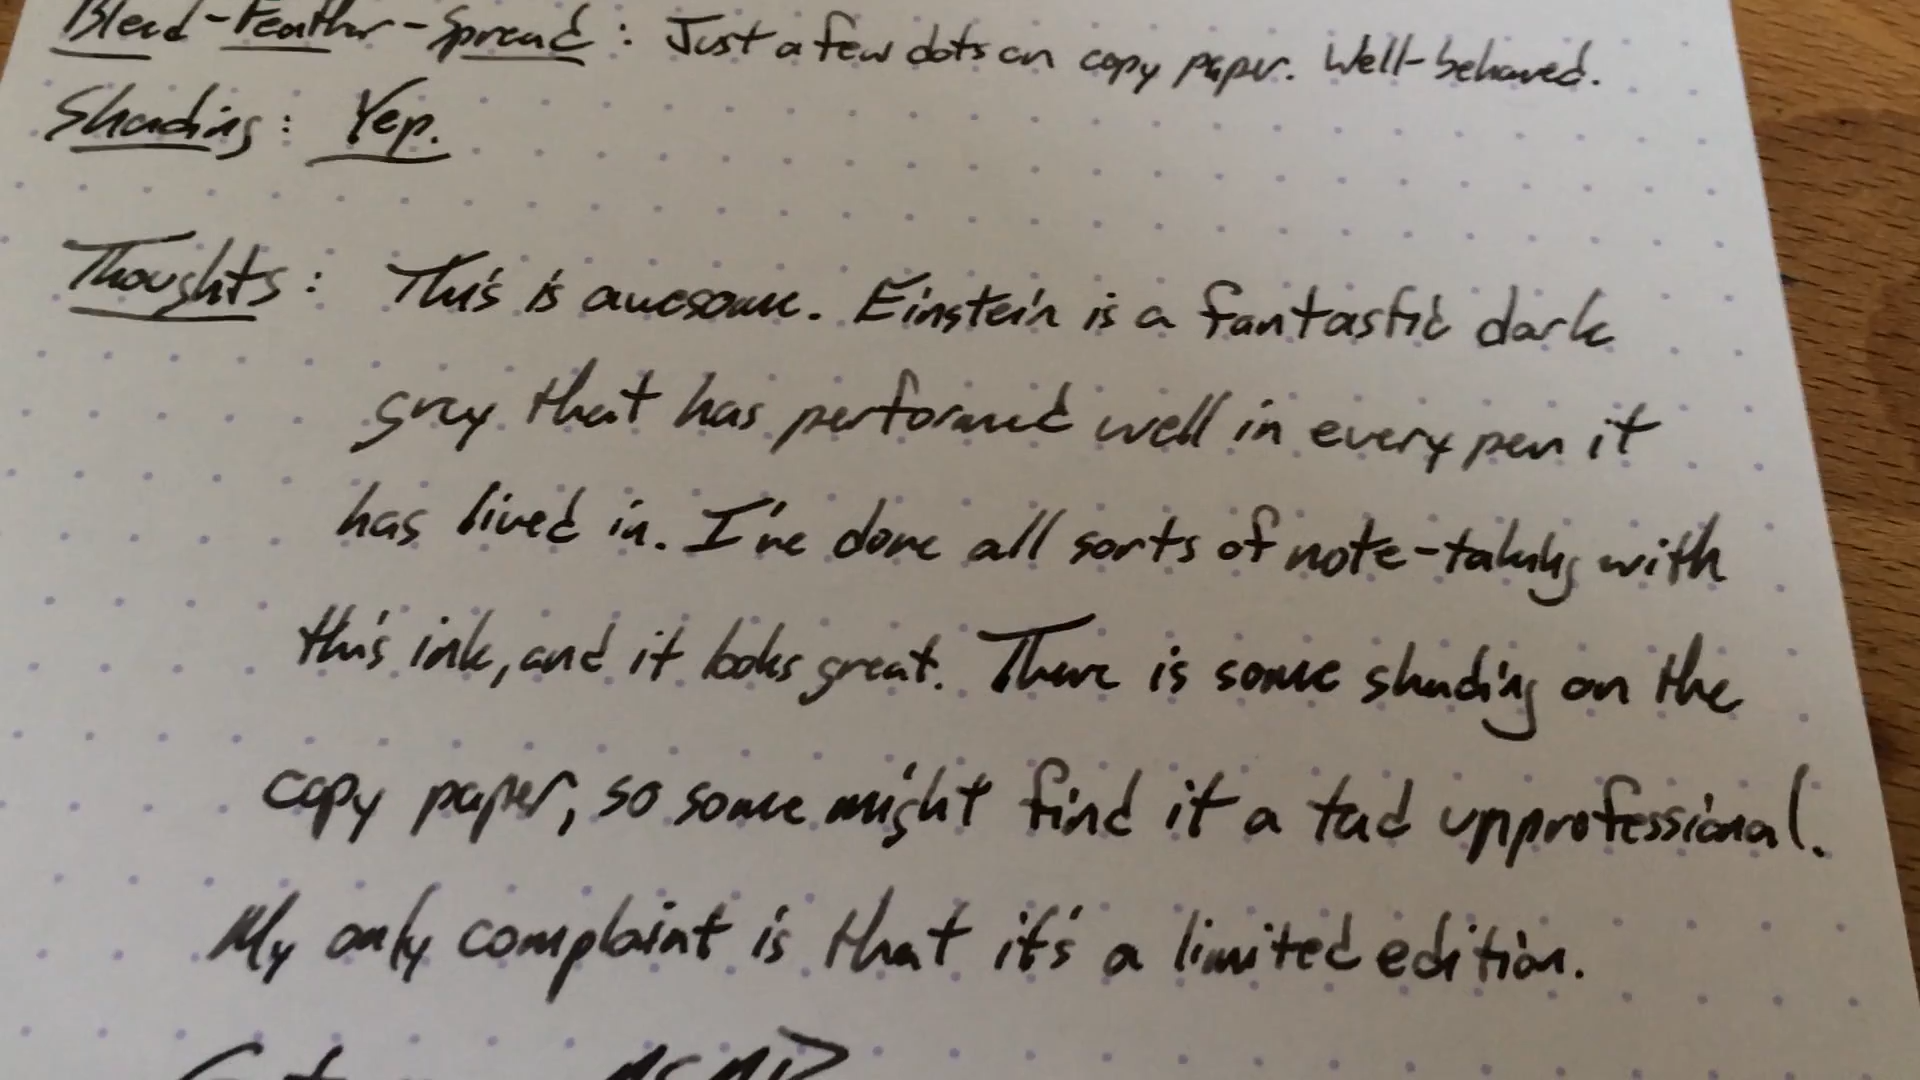 Bleed-Feather-Spread: Just a few dots on copy paper. Well-behaved.
Shading: Yep.
Thoughts: This is awesome. Einstein is a fantastic dark
grey that has performed well in every pen it
has lived in. I've done all sorts of note-taking with
this ink, and it looks great. There is some shading on the
copy paper, so some might find it a tad unprofessional.
My only complaint is that it's a limited edition.